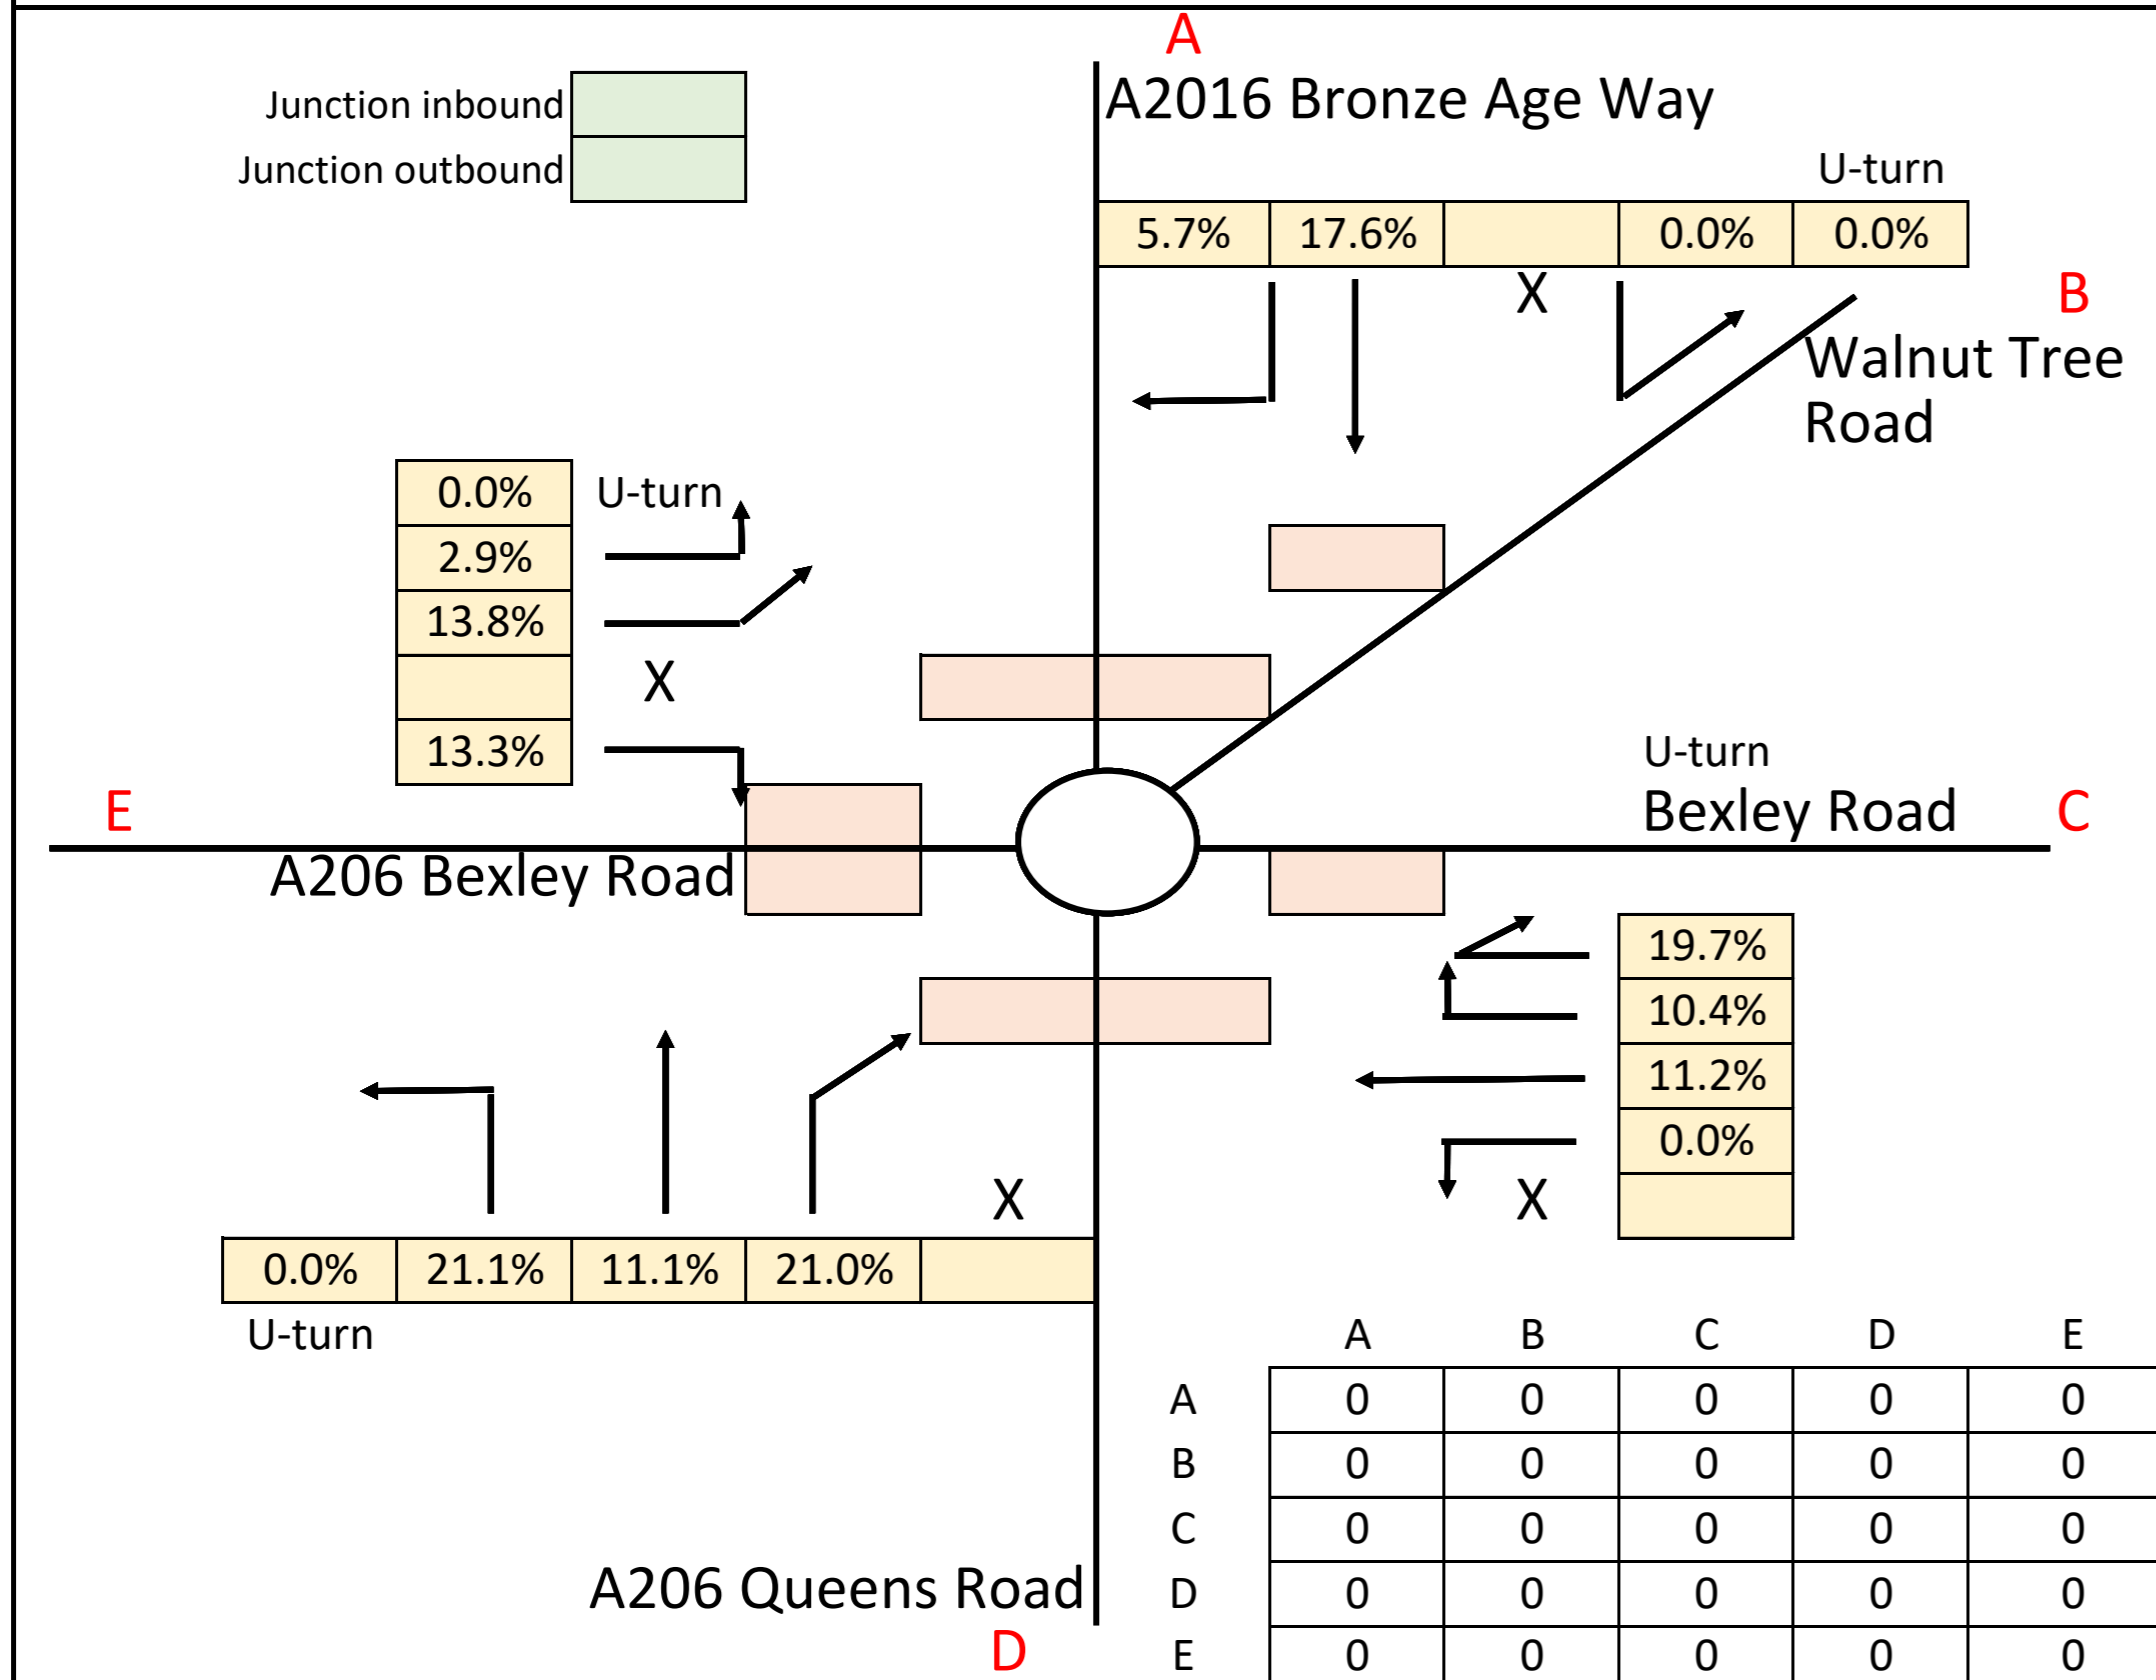 A
A2016 Bronze Age Way
Junction inbound
Junction outbound
U-turn
5.7% 17.6% 0.0% 0.0%
X
B
Walnut Tree
Road
0.0% U-turn
2.9%
13.8%
X
13.3%
U-turn
Bexley Road C
E
A206 Bexley Road
19.7%
10.4%
11.2%
0.0%
X
X
0.0% 21.1% 11.1% 21.0%
U-turn
A B C D E
A 0 0 0 0 0
B 0 0 0 0 0
C 0 0 0 0 0
D 0 0 0 0 0
E 0 0 0 0 0
A206 Queens Road
D